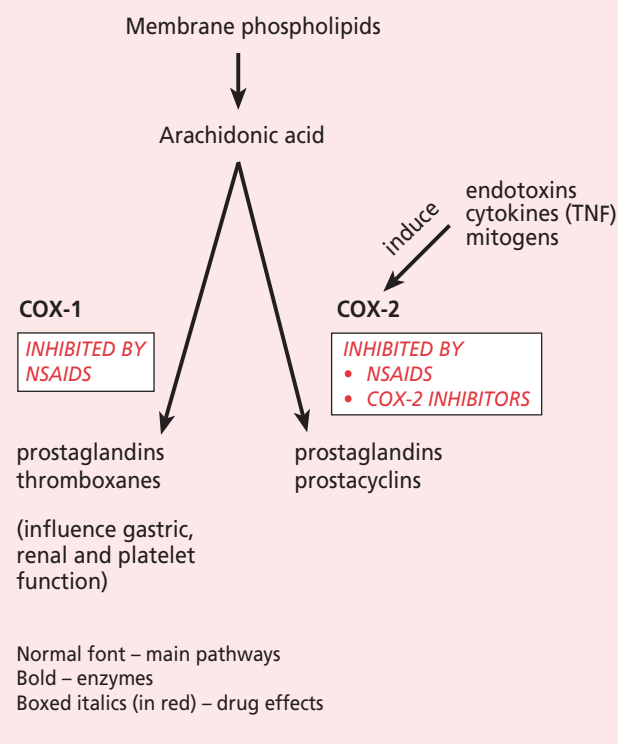 Membrane phospholipids
Arachidonic acid
induce
endotoxins
cytokines (TNF)
mitogens
COX-1
INHIBITED BY
NSAIDS
COX-2
INHIBITED BY
• NSAIDS
• COX-2 INHIBITORS
prostaglandins
thromboxanes
(influence gastric,
renal and platelet
function)
prostaglandins
prostacyclins
Normal font – main pathways
Bold – enzymes
Boxed italics (in red) – drug effects